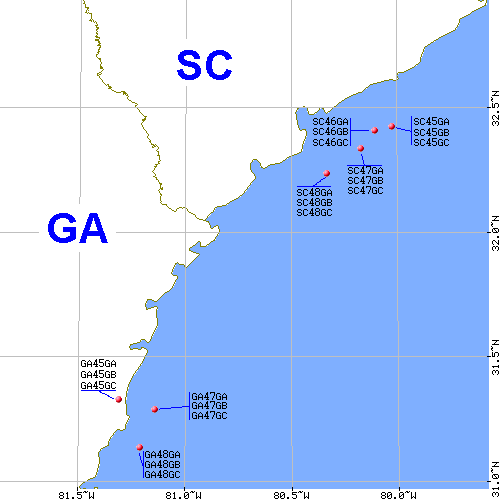 SC
GA
SC46GA
SC46GB
SC46GC
SC45GA
SC45GB
SC45GC
SC47GA
SC47GB
SC47GC
SC48GA
SC48GB
SC48GC
GA45GA
GA45GB
GA45GC
GA47GA
GA47GB
GA47GC
GA48GA
GA48GB
GA48GC
32.5~N
32.0~N
31.5~N
31.0~N
81.5~W
81.0~W
80.5~W
80.0~W